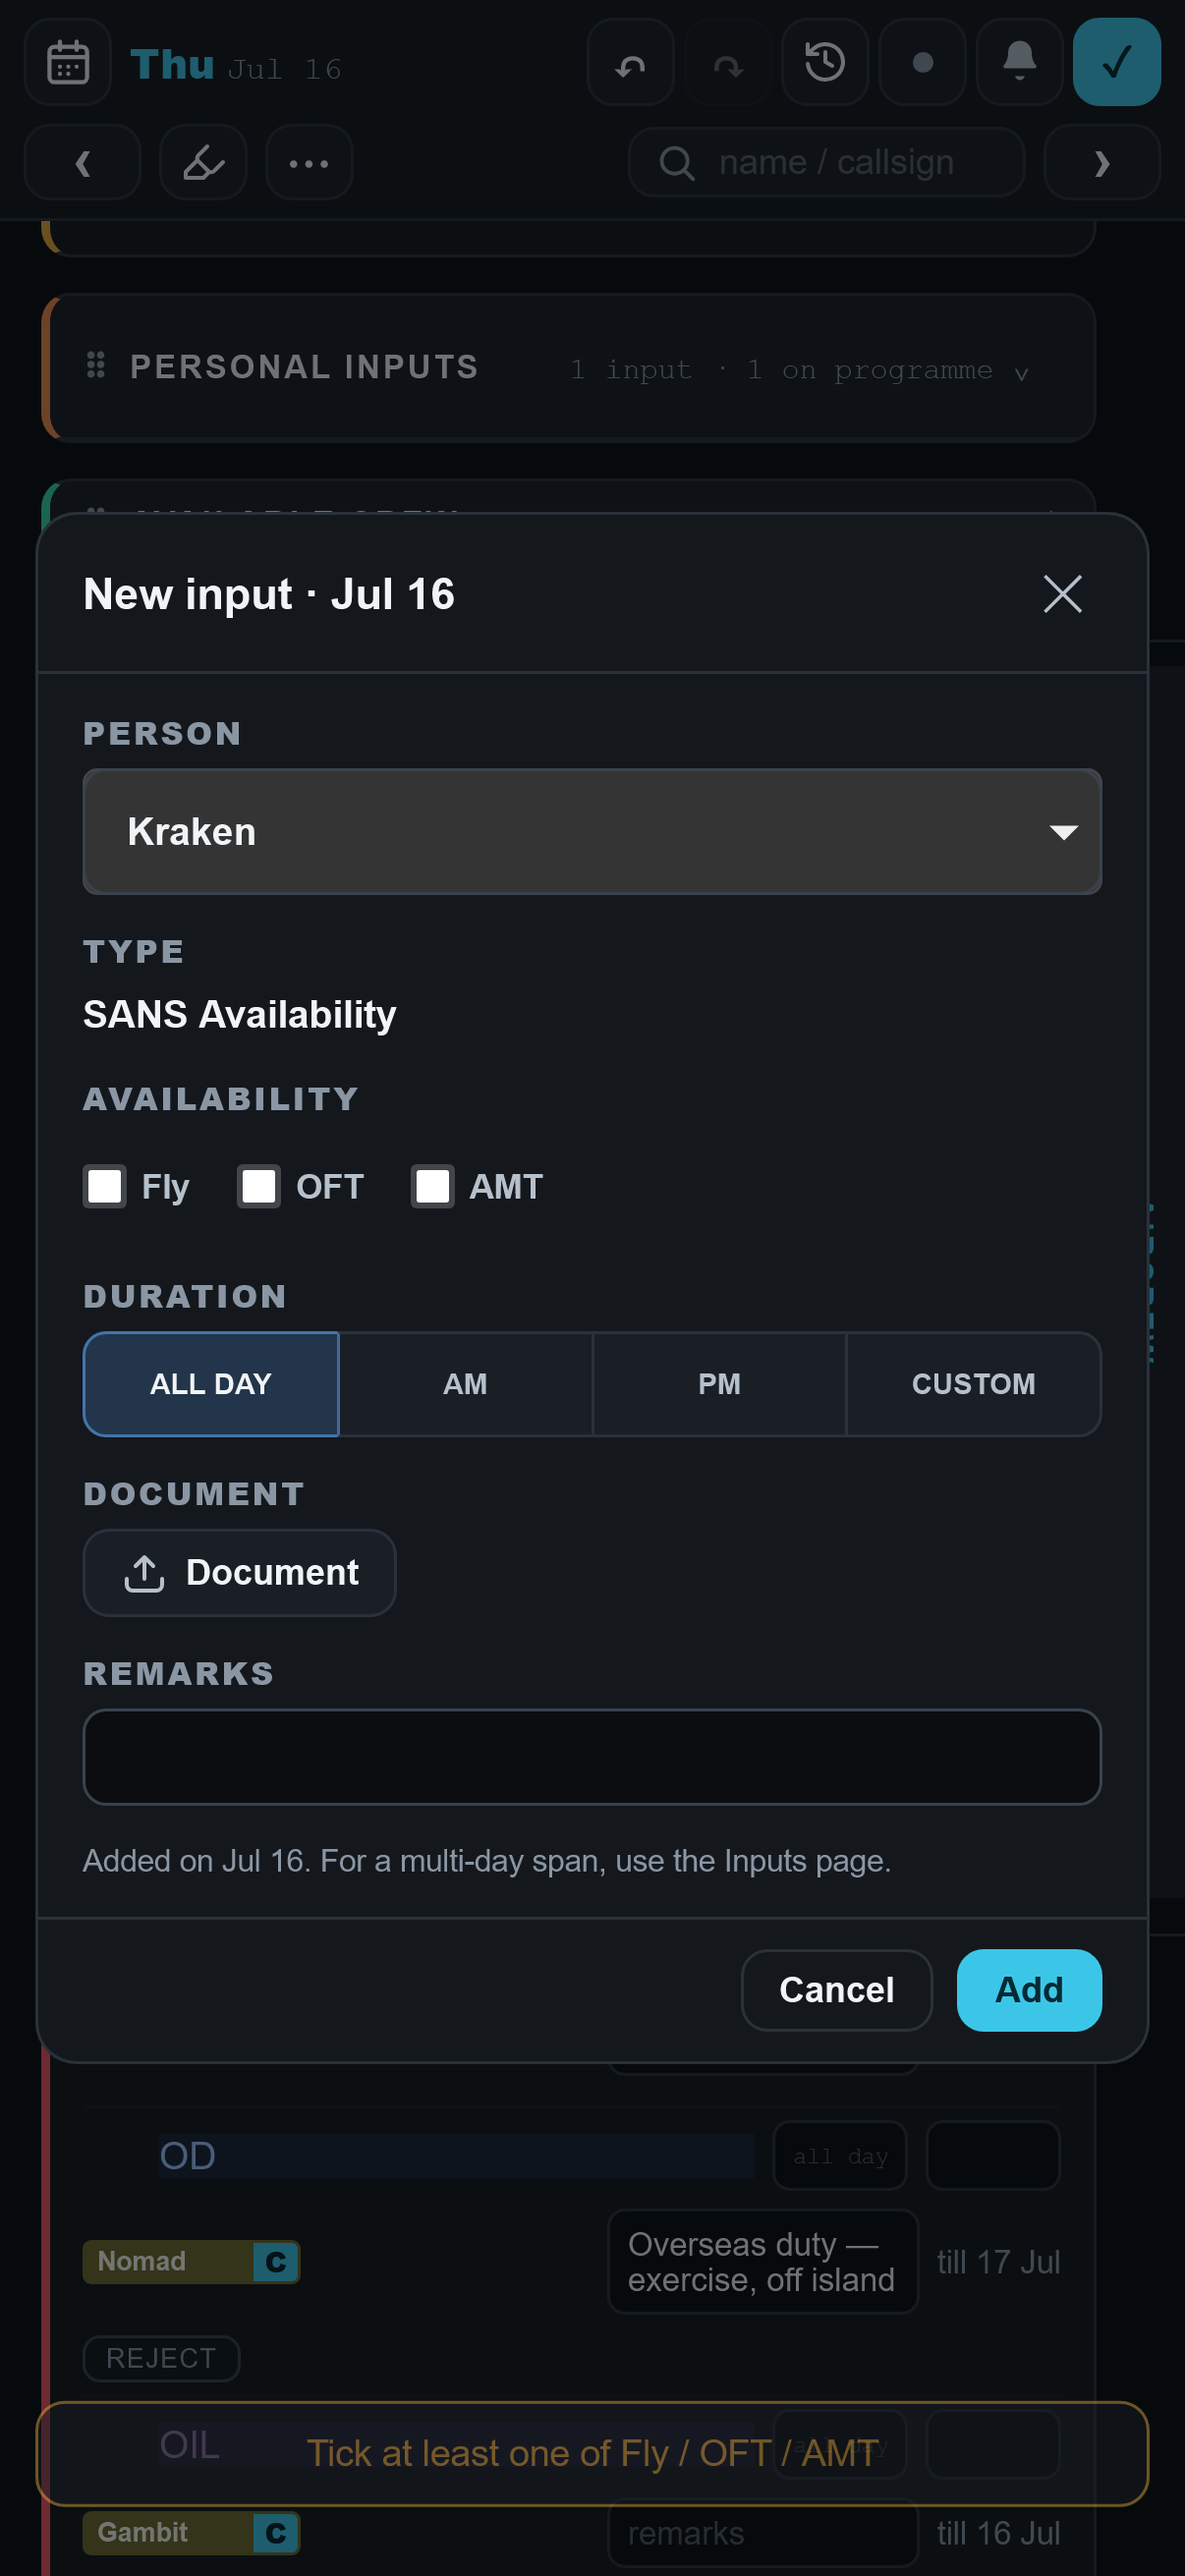 Thu Jul 16
name / callsign
PERSONAL INPUTS 1 input · 1 on programme
New input · Jul 16
PERSON
Kraken
TYPE
SANS Availability
AVAILABILITY
Fly OFT AMT
DURATION
ALL DAY AM PM CUSTOM
DOCUMENT
Document
REMARKS
Added on Jul 16. For a multi-day span, use the Inputs page.
Cancel Add
OD all day
Nomad C Overseas duty —
exercise, off island till 17 Jul
REJECT
OIL
Tick at least one of Fly / OFT / AMT
Gambit C remarks till 16 Jul